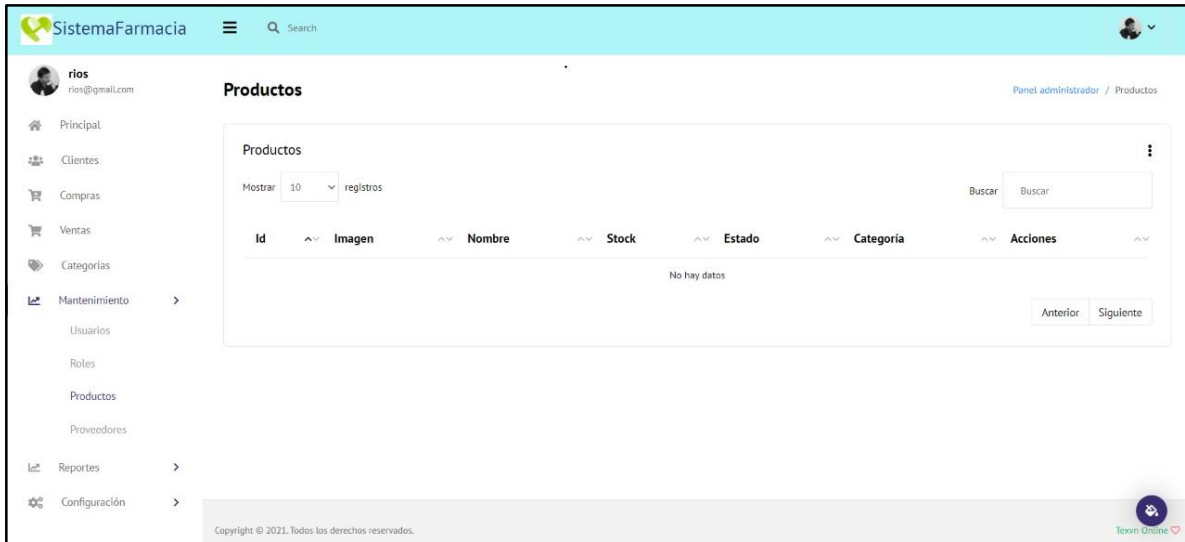 SistemaFarmacia
Search
rios
rios@gmail.com
Principal
Clientes
Compras
Ventas
Categorías
Mantenimiento
Usuarios
Roles
Productos
Proveedores
Reportes
Configuración
Productos
Panel administrador / Productos
Productos
Mostrar 10 registros
Buscar Buscar
Id Imagen Nombre Stock Estado Categoría Acciones
No hay datos
Anterior Siguiente
Copyright © 2021. Todos los derechos reservados.
Texvn Online